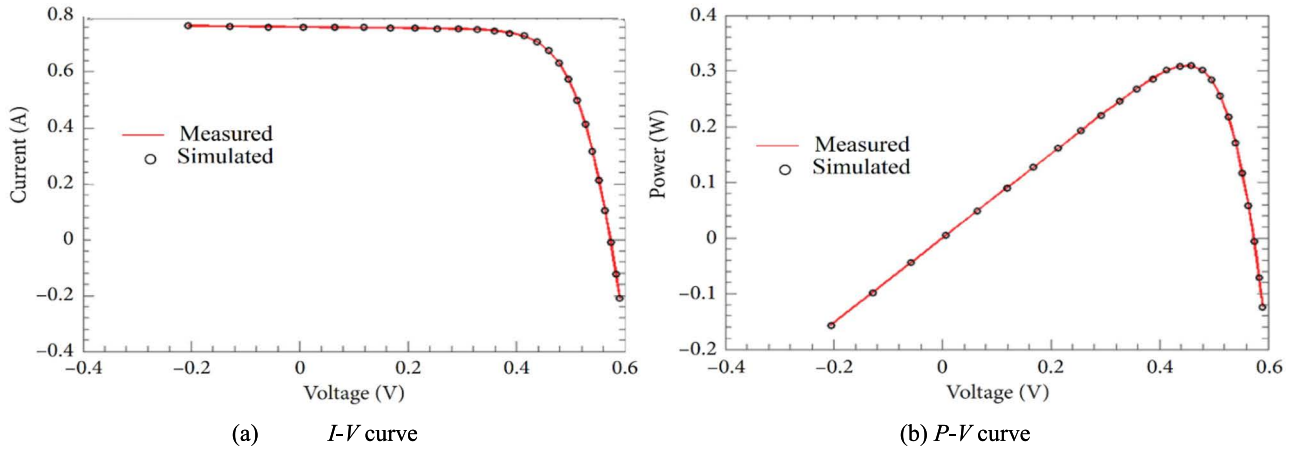 0.8
0.6
0.4
0.2
0
−0.2
−0.4
Current (A)
Measured
Simulated
−0.4 −0.2 0 0.2 0.4 0.6
Voltage (V)
(a) I-V curve
0.4
0.3
0.2
0.1
0
−0.1
−0.2
Power (W)
Measured
Simulated
−0.4 −0.2 0 0.2 0.4 0.6
Voltage (V)
(b) P-V curve